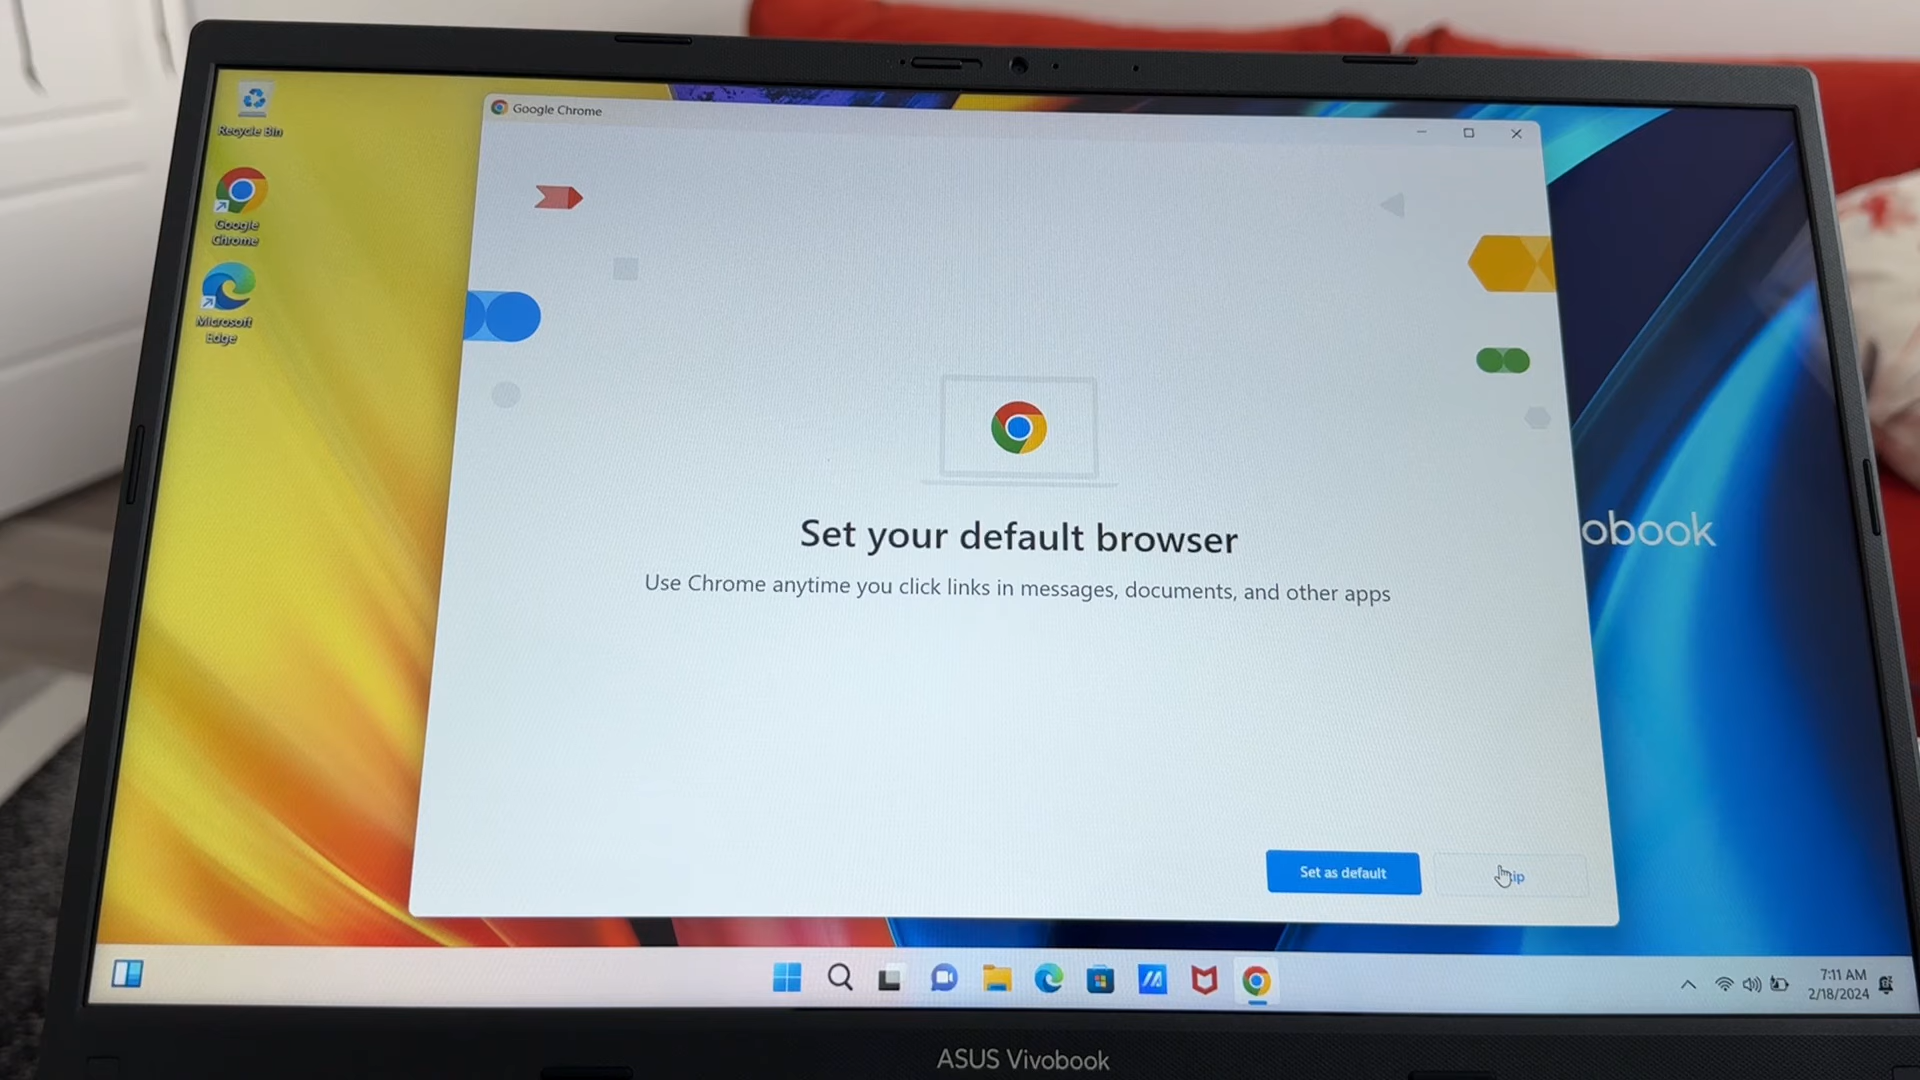 Recycle Bin
Google
Chrome
Microsoft
Edge
Google Chrome
Set your default browser
Use Chrome anytime you click links in messages, documents, and other apps
Set as default
obook
7:11 AM
2/18/2024
ASUS Vivobook